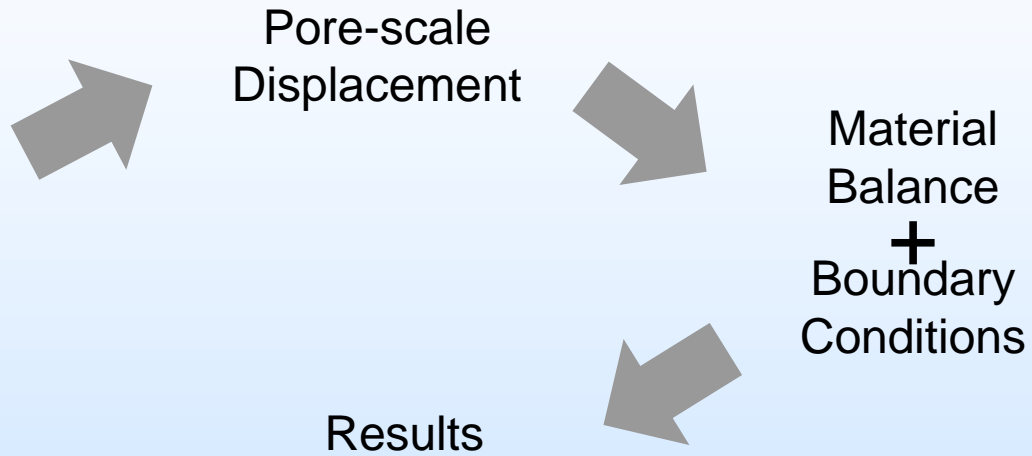 Pore-scale
Displacement
Material
Balance
+
Boundary
Conditions
Results